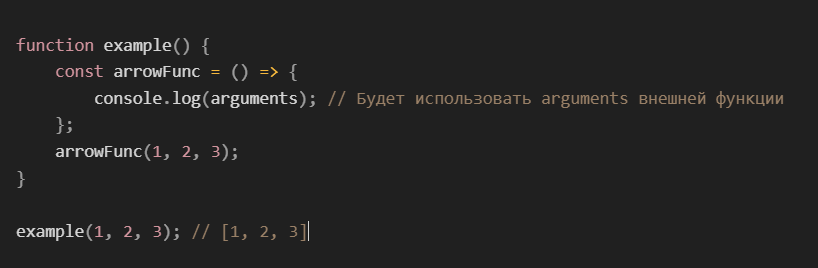 function example() {
    const arrowFunc = () => {
        console.log(arguments); // Будет использовать arguments внешней функции
    };
    arrowFunc(1, 2, 3);
}
example(1, 2, 3); // [1, 2, 3]